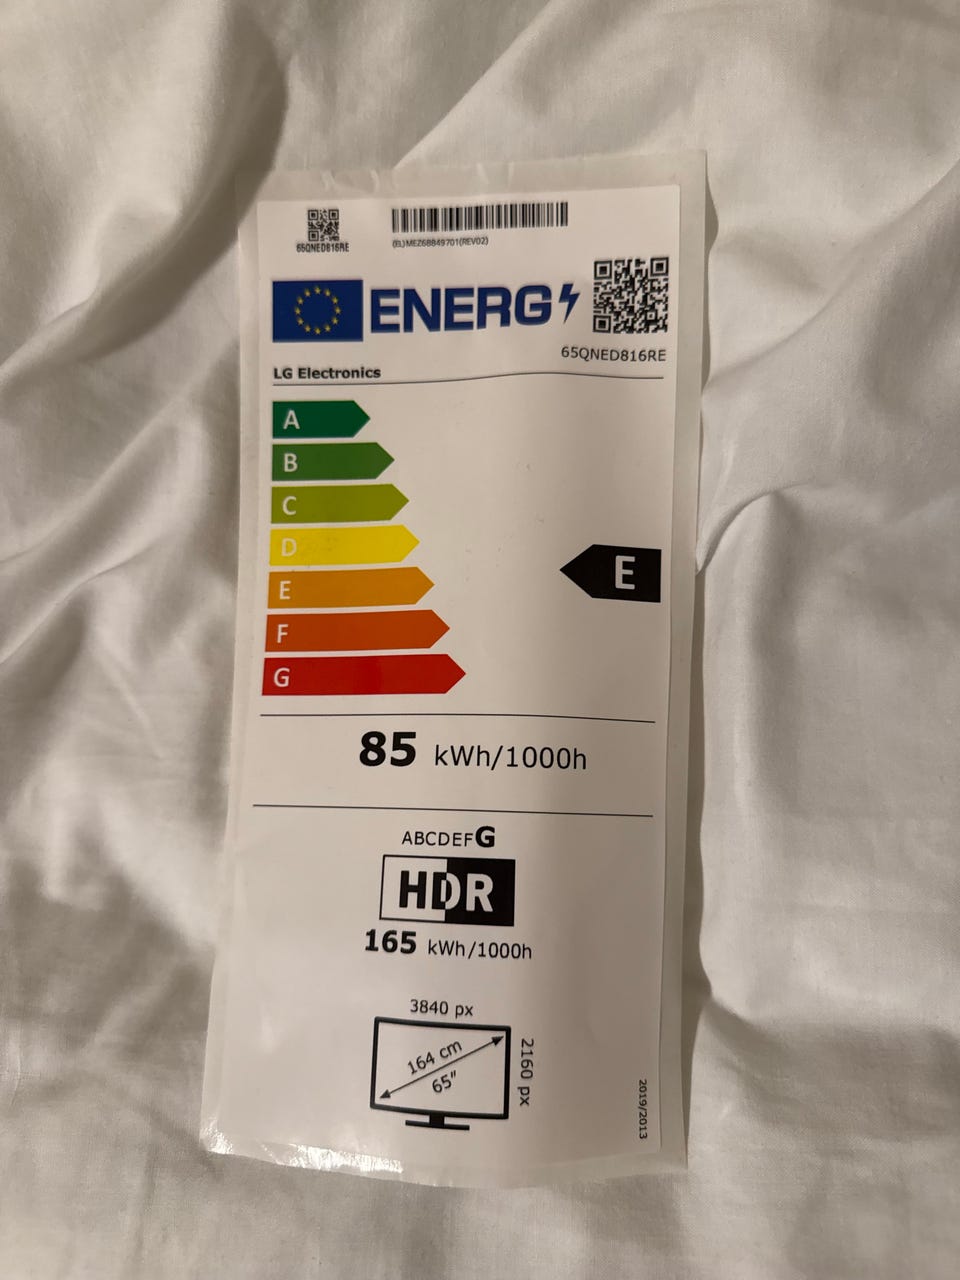 65QNED816RE
(EL)MEZ68849701(REV02)
ENERG
65QNED816RE
LG Electronics
A
B
C
D
E
E
F
G
85 kWh/1000h
ABCDEFG
HDR
165 kWh/1000h
3840 px
164 cm
65"
2160 px
2019/2013